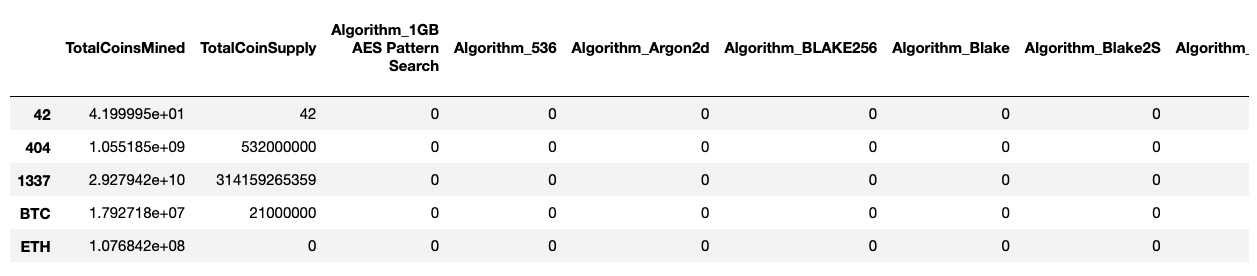 TotalCoinsMined TotalCoinSupply Algorithm_1GB AES Pattern Search Algorithm_536 Algorithm_Argon2d Algorithm_BLAKE256 Algorithm_Blake Algorithm_Blake2S Algorithm_
42 4.199995e+01 42 0 0 0 0 0 0
404 1.055185e+09 532000000 0 0 0 0 0 0
1337 2.927942e+10 314159265359 0 0 0 0 0 0
BTC 1.792718e+07 21000000 0 0 0 0 0 0
ETH 1.076842e+08 0 0 0 0 0 0 0